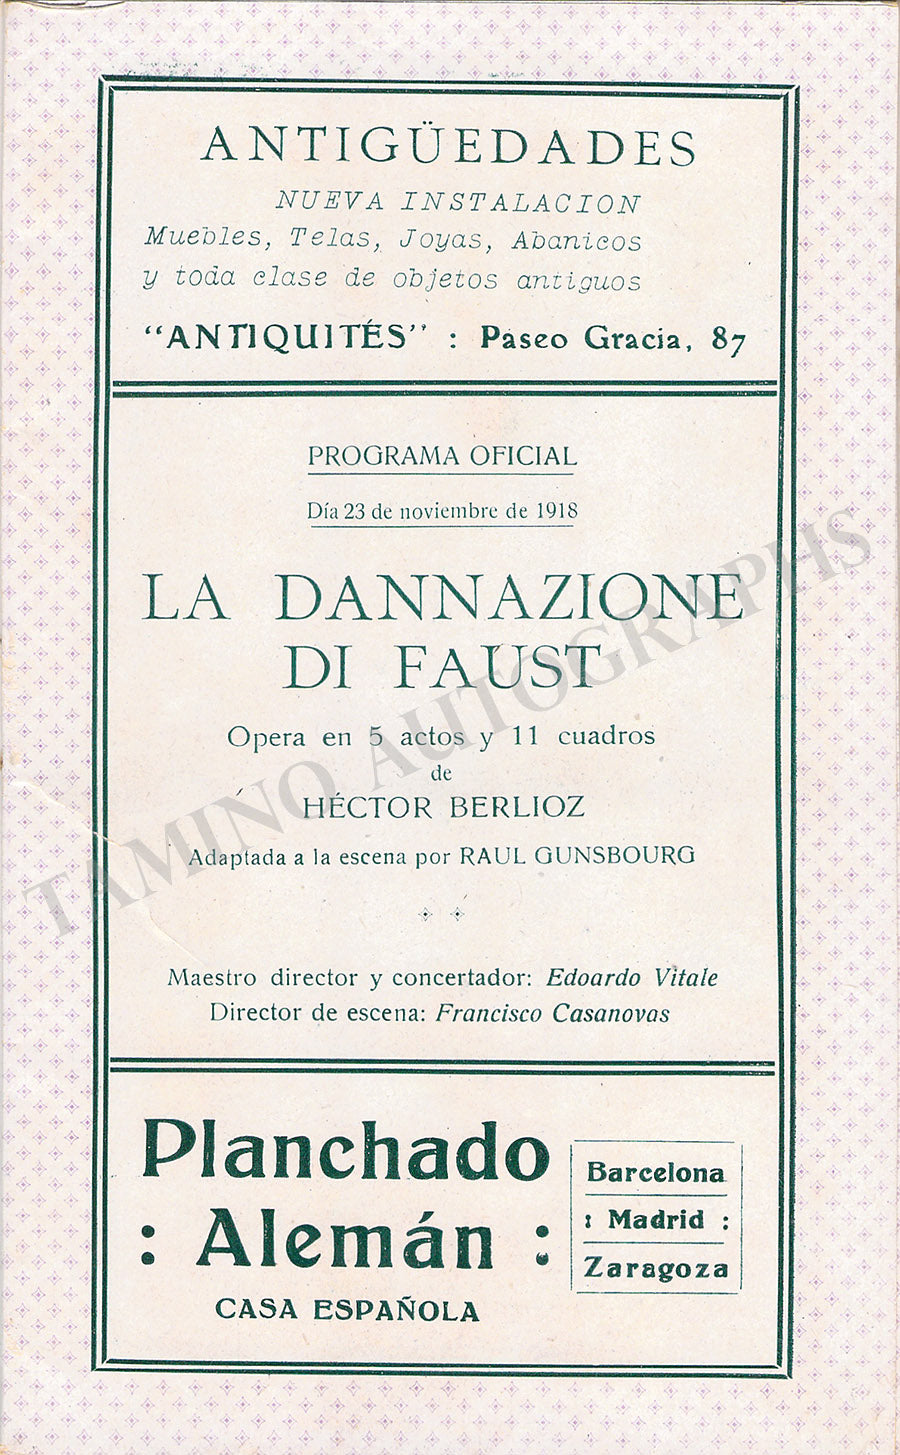 ANTIGÜEDADES
NUEVA INSTALACION
Muebles, Telas, Joyas, Abanicos
y toda clase de objetos antiguos
"ANTIQUITÉS" : Paseo Gracia, 87
PROGRAMA OFICIAL
Día 23 de noviembre de 1918
LA DANNAZIONE
DI FAUST
Opera en 5 actos y 11 cuadros
de
HÉCTOR BERLIOZ
Adaptada a la escena por RAUL GUNSBOURG
Maestro director y concertador: Edoardo Vitale
Director de escena: Francisco Casanovas
Planchado
: Alemán :
CASA ESPAÑOLA
Barcelona
: Madrid :
Zaragoza
TAMINO AUTOGRAPHS